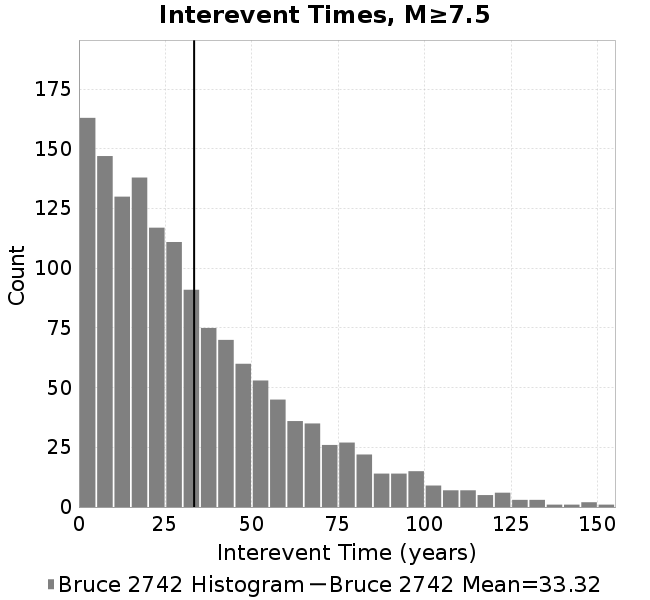 Interevent Times, M≥7.5
175
150
125
100
75
50
25
0
Count
0 25 50 75 100 125 150
Interevent Time (years)
Bruce 2742 Histogram Bruce 2742 Mean=33.32